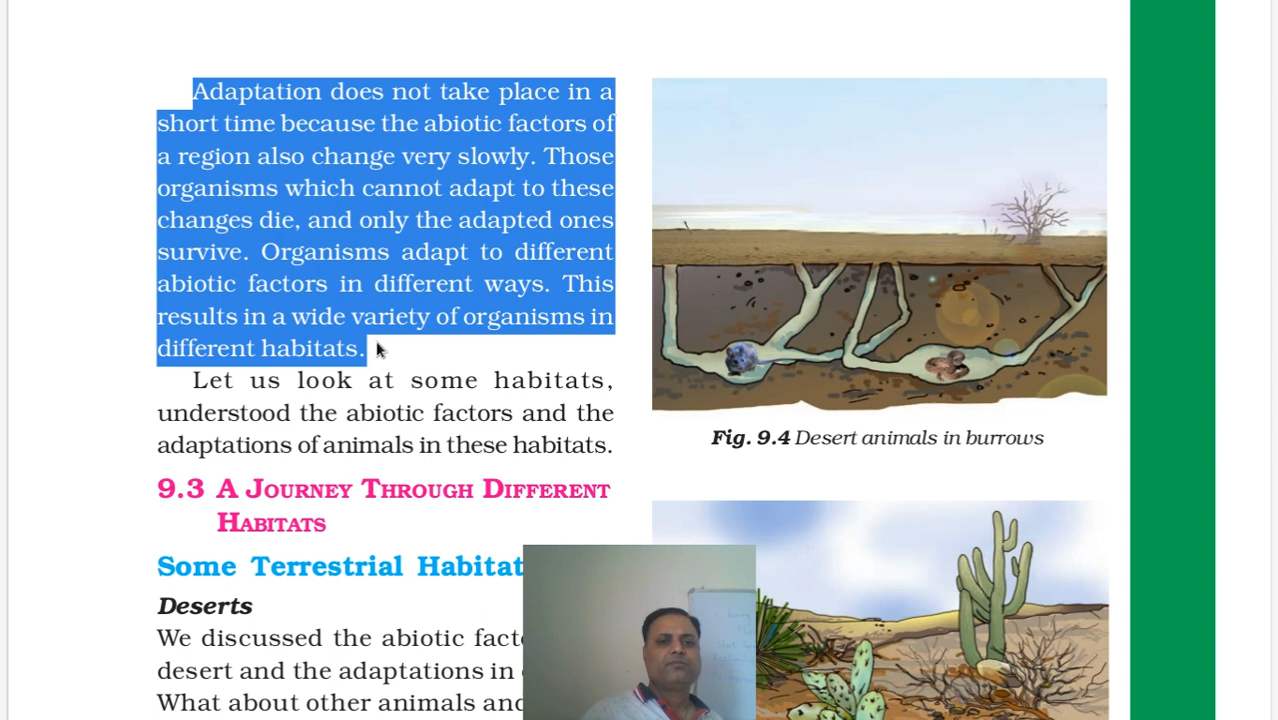 Adaptation does not take place in a
short time because the abiotic factors of
a region also change very slowly. Those
organisms which cannot adapt to these
changes die, and only the adapted ones
survive. Organisms adapt to different
abiotic factors in different ways. This
results in a wide variety of organisms in
different habitats.
Let us look at some habitats,
understood the abiotic factors and the
adaptations of animals in these habitats.
9.3 A JOURNEY THROUGH DIFFERENT
HABITATS
Some Terrestrial Habitat
Deserts
We discussed the abiotic fact
desert and the adaptations in
What about other animals and
Fig. 9.4 Desert animals in burrows